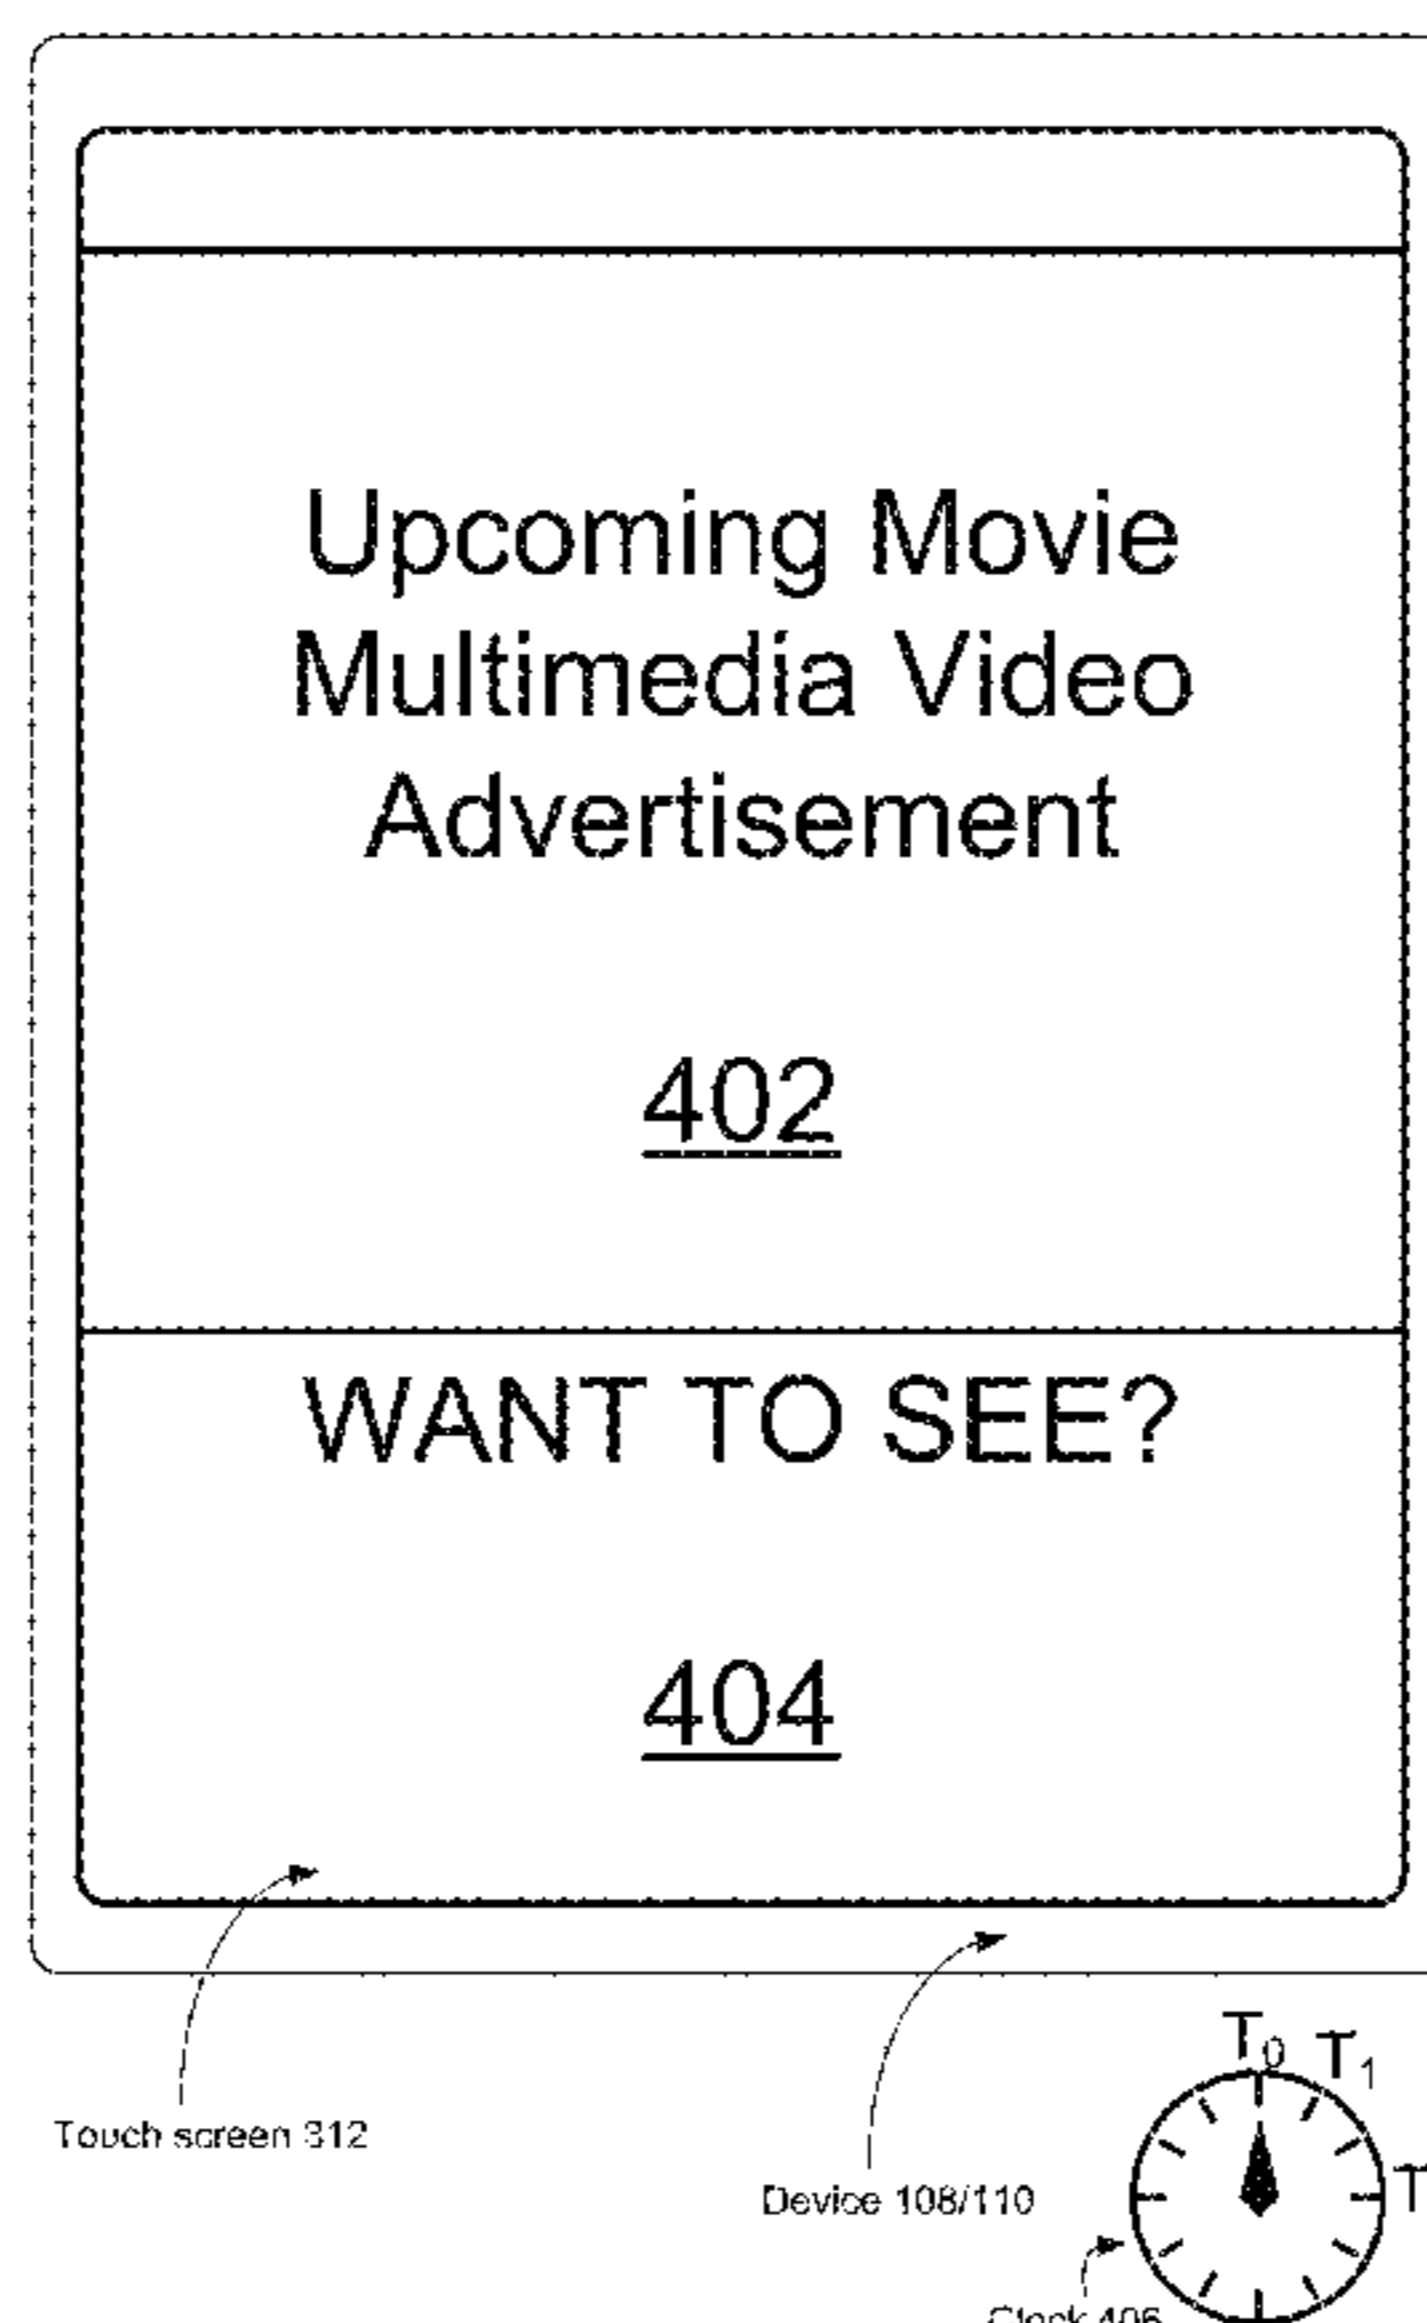 Upcoming Movie
Multimedia Video
Advertisement
402
WANT TO SEE?
404
T0 T1
Touch screen 312
Device 108/110
T
Clock 406